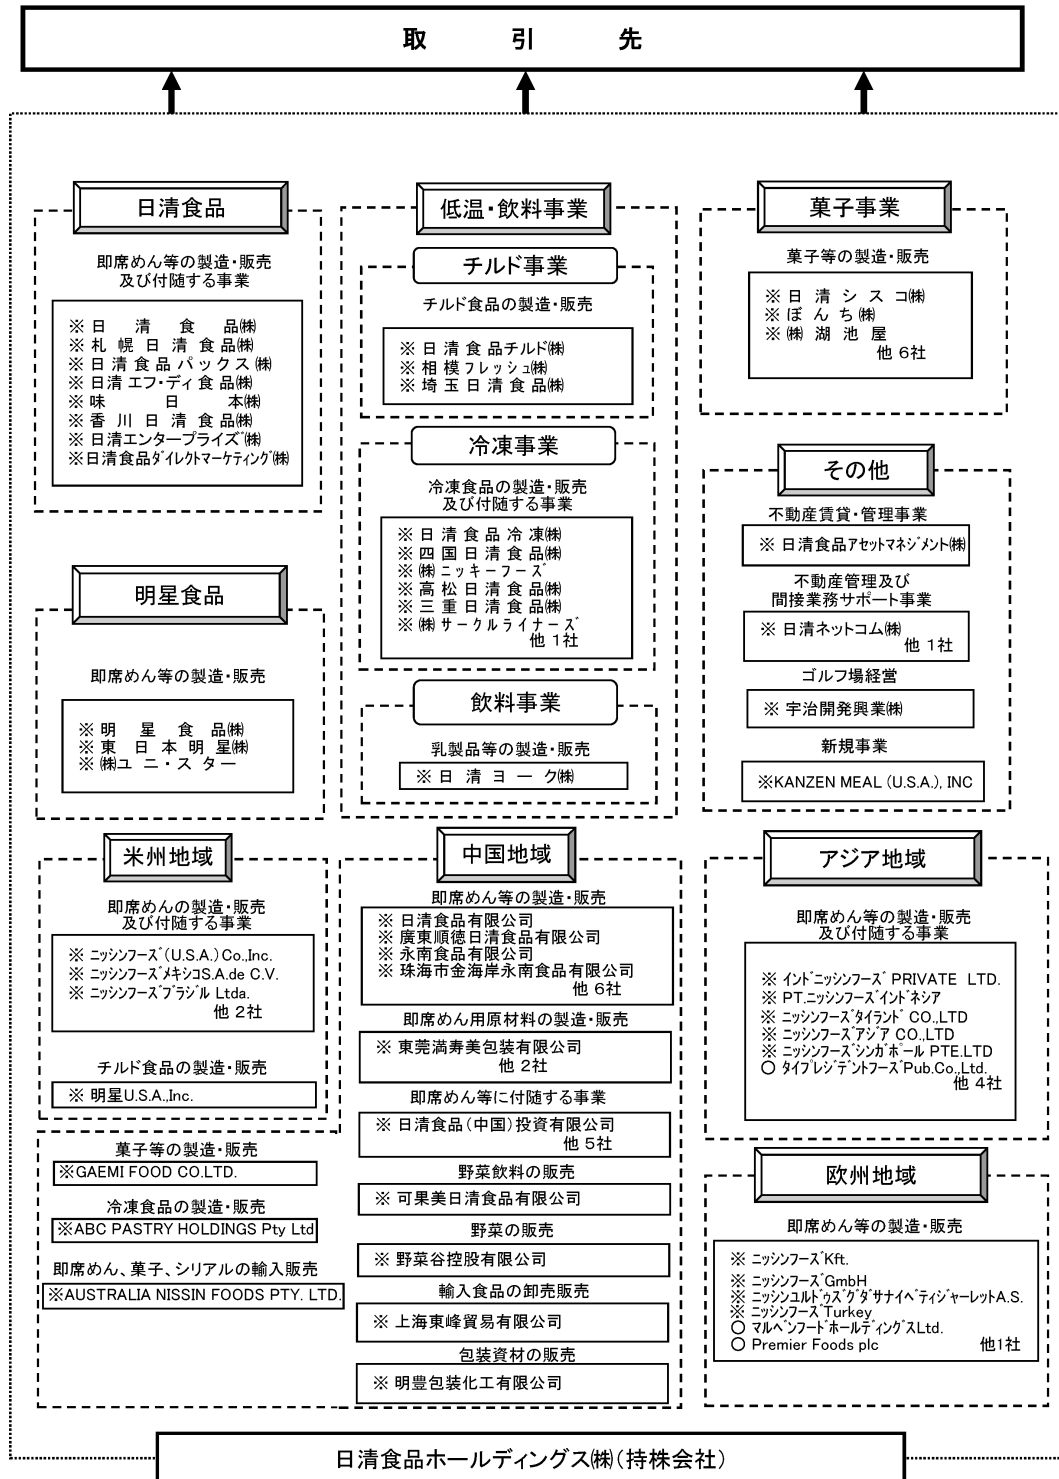 取引先
日清食品
即席めん等の製造・販売
及び付随する事業
※日清食品㈱
※札幌日清食品㈱
※日清食品パックス㈱
※日清エフ・ディ食品㈱
※味日本㈱
※香川日清食品㈱
※日清エンタープライズ㈱
※日清食品ダイレクトマーケティング㈱
明星食品
即席めん等の製造・販売
※明星食品㈱
※東日本明星㈱
※㈱ユニ・スター
低温・飲料事業
チルド事業
チルド食品の製造・販売
※日清食品チルド㈱
※相模フレッシュ㈱
※埼玉日清食品㈱
冷凍事業
冷凍食品の製造・販売
及び付随する事業
※日清食品冷凍㈱
※四国日清食品㈱
※㈱ニッキーフーズ
※高松日清食品㈱
※三重日清食品㈱
※㈱サークルライナーズ
他 1社
飲料事業
乳製品等の製造・販売
※日清ヨーク㈱
菓子事業
菓子等の製造・販売
※日清シスコ㈱
※ぼんち㈱
※㈱湖池屋
他 6社
その他
不動産賃貸・管理事業
※ 日清食品アセットマネジメント㈱
不動産管理及び
間接業務サポート事業
※ 日清ネットコム㈱
他 1社
ゴルフ場経営
※ 宇治開発興業㈱
新規事業
※KANZEN MEAL (U.S.A.), INC
米州地域
即席めんの製造・販売
及び付随する事業
※ ニッシンフーズ(U.S.A.) Co.,Inc.
※ ニッシンフーズメキシコS.A.de C.V.
※ ニッシンフーズブラジル Ltda.
他 2社
チルド食品の製造・販売
※ 明星U.S.A.,Inc.
菓子等の製造・販売
※GAEMI FOOD CO.LTD.
冷凍食品の製造・販売
※ABC PASTRY HOLDINGS Pty Ltd
即席めん、菓子、シリアルの輸入販売
※AUSTRALIA NISSIN FOODS PTY. LTD.
中国地域
即席めん等の製造・販売
※ 日清食品有限公司
※ 廣東順徳日清食品有限公司
※ 永南食品有限公司
※ 珠海市金海岸永南食品有限公司
他 6社
即席めん用原材料の製造・販売
※ 東莞満寿美包装有限公司
他 2社
即席めん等に付随する事業
※ 日清食品(中国)投資有限公司
他 5社
野菜飲料の販売
※ 可果美日清食品有限公司
野菜の販売
※ 野菜谷控股有限公司
輸入食品の卸売販売
※ 上海東峰貿易有限公司
包装資材の販売
※ 明豊包装化工有限公司
アジア地域
即席めん等の製造・販売
及び付随する事業
※ インドニッシンフーズ PRIVATE LTD.
※ PT.ニッシンフーズインドネシア
※ ニッシンフーズタイランド CO.,LTD
※ ニッシンフーズアジア CO.,LTD
※ ニッシンフーズシンガポール PTE.LTD
○ タイプレジデントフーズPub.Co.,Ltd.
他 4社
欧州地域
即席めん等の製造・販売
※ ニッシンフーズKft.
※ ニッシンフーズGmbH
※ ニッシンユルドゥズグダサナイベティジャーレットA.S.
※ ニッシンフーズTurkey
○ マルベンフードホールディングスLtd.
○ Premier Foods plc 他1社
日清食品ホールディングス㈱(持株会社)